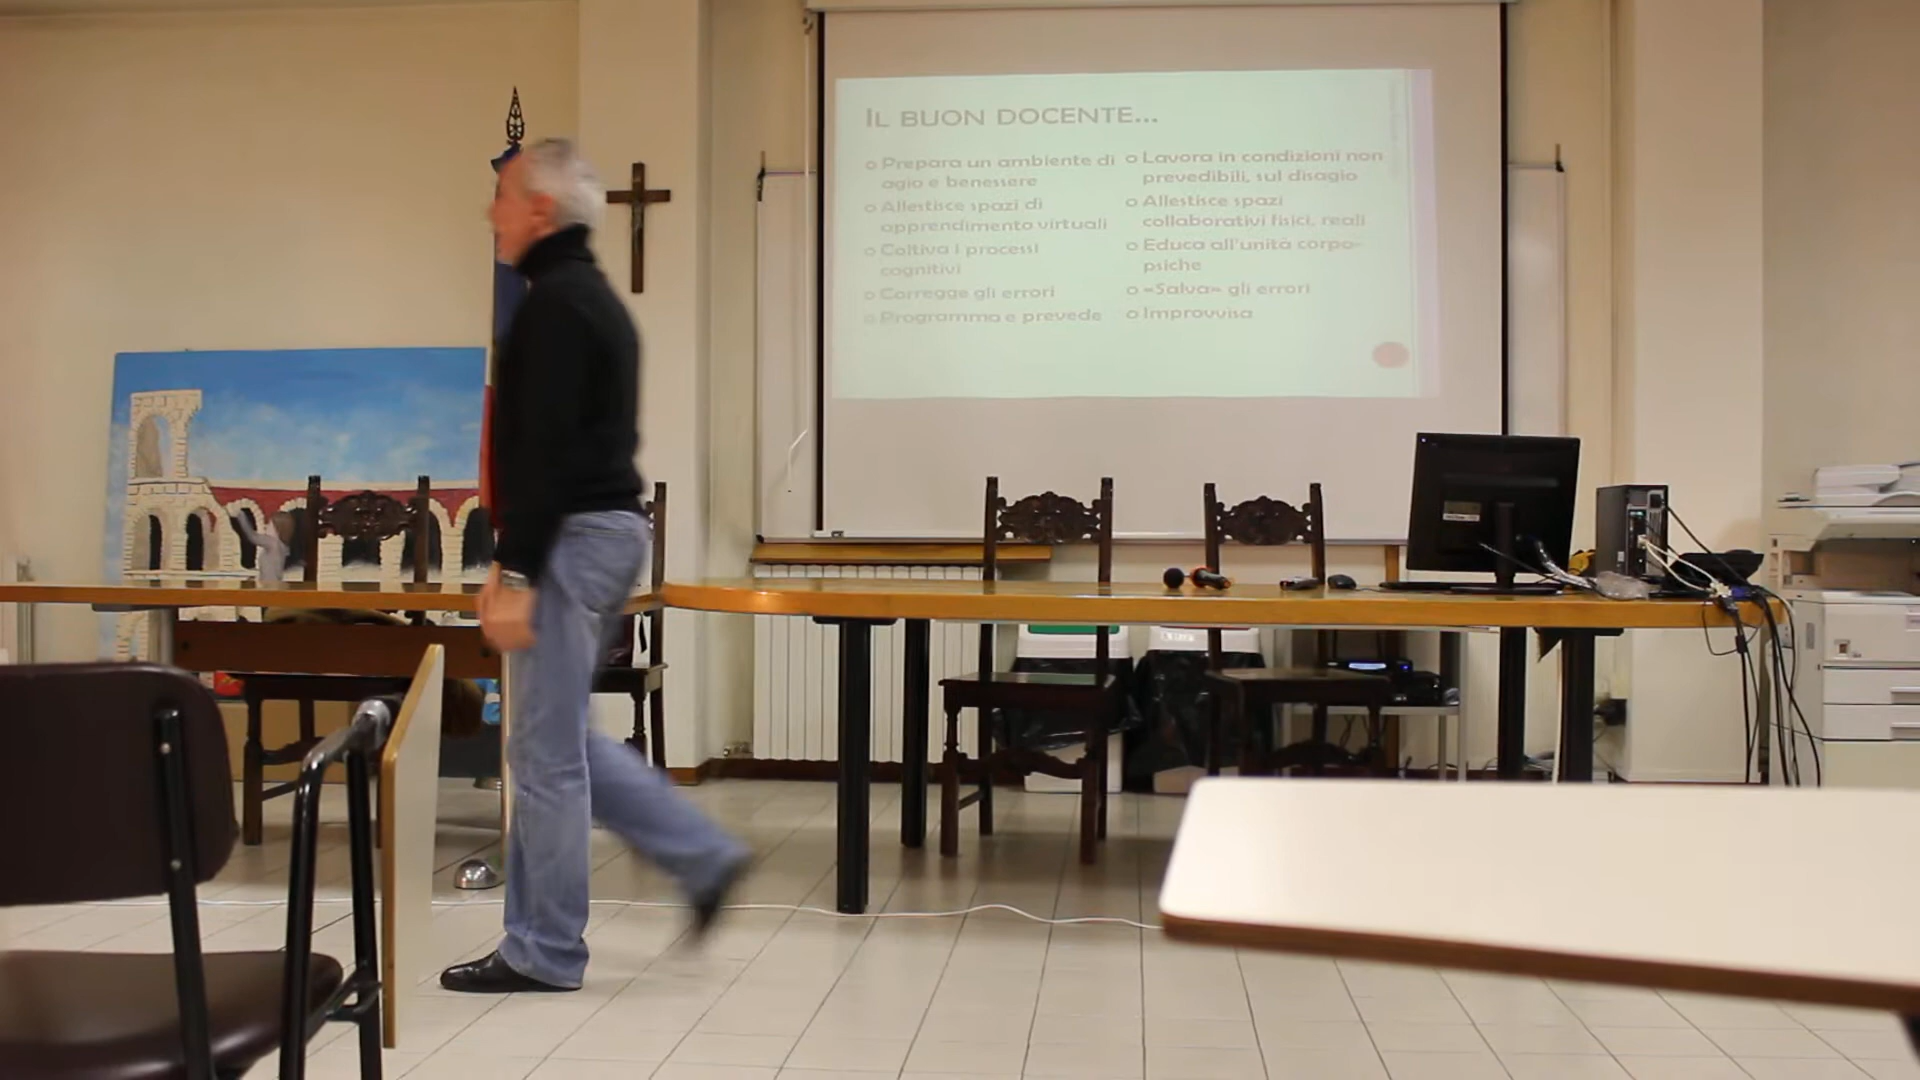 IL BUON DOCENTE...
Prepara un ambiente di
agio e benessere
Allestisce spazi di
apprendimento virtuali
Coltiva i processi
cognitivi
Corregge gli errori
Programma e prevede
Lavora in condizioni non
prevedibili, sul disagio
Allestisce spazi
collaborativi fisici, reali
Educa all'unità corpo-
psiche
«Salva» gli errori
Improvvisa